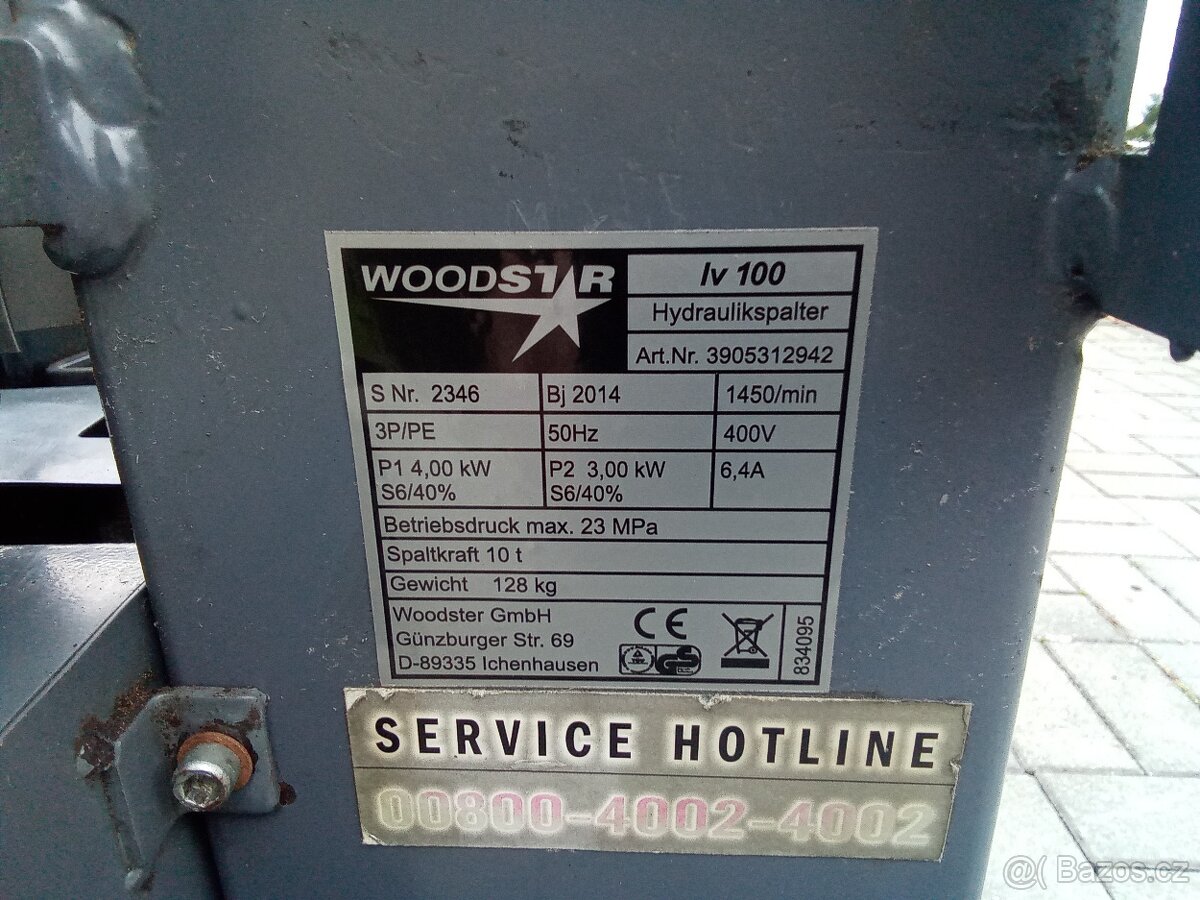 WOODSTAR
lv 100
Hydraulikspalter
Art.Nr. 3905312942
S Nr. 2346
Bj 2014
1450/min
3P/PE
50Hz
400V
P1 4,00 kW
S6/40%
P2 3,00 kW
S6/40%
6,4A
Betriebsdruck max. 23 MPa
Spaltkraft 10 t
Gewicht 128 kg
Woodster GmbH
Günzburger Str. 69
D-89335 Ichenhausen
CE
834095
SERVICE HOTLINE
00800-4002-4002
Bazos.cz